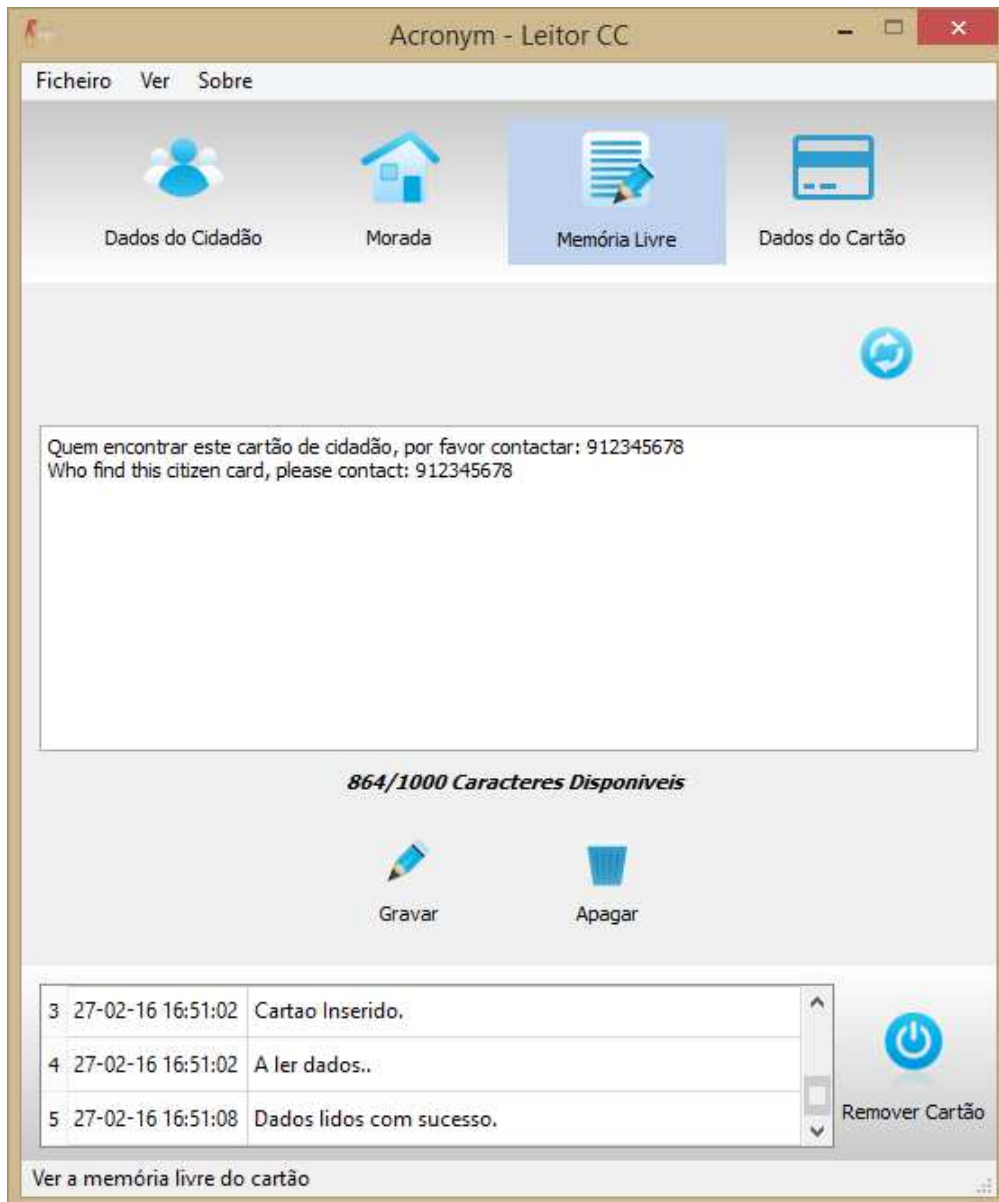 Acronym - Leitor CC
Ficheiro Ver Sobre
Dados do Cidadão Morada Memória Livre Dados do Cartão
Quem encontrar este cartão de cidadão, por favor contactar: 912345678
Who find this citizen card, please contact: 912345678
864/1000 Caracteres Disponiveis
Gravar Apagar
3 27-02-16 16:51:02 Cartao Inserido.
4 27-02-16 16:51:02 A ler dados..
5 27-02-16 16:51:08 Dados lidos com sucesso.
Remover Cartão
Ver a memória livre do cartão